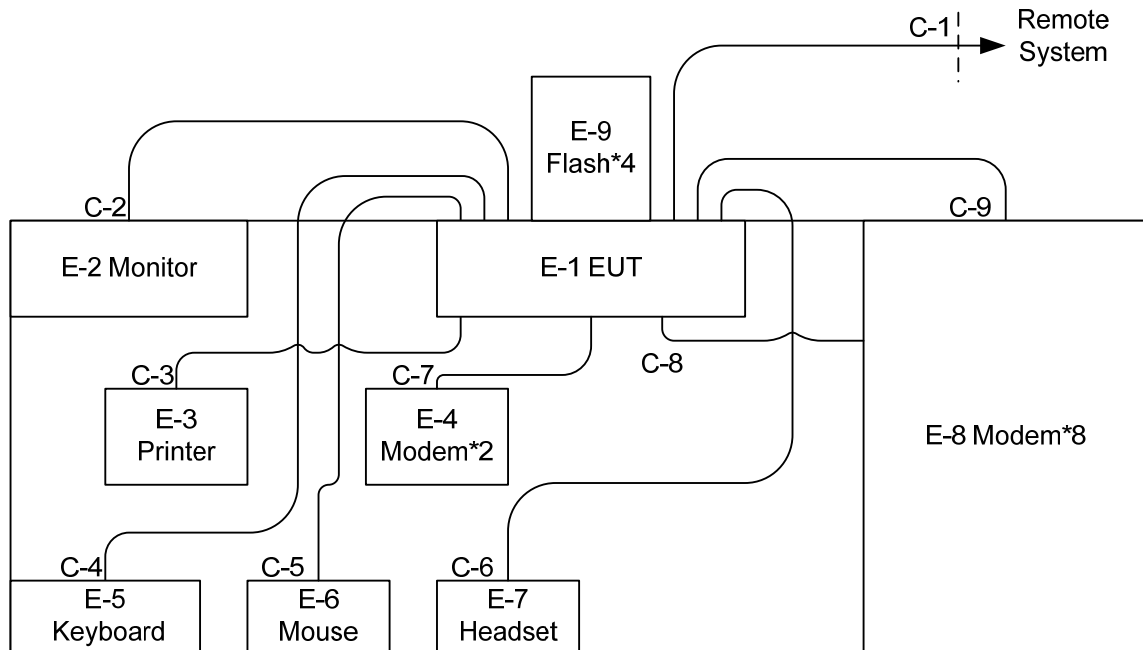 C-1
Remote
System
E-9
Flash*4
C-2
C-9
E-2 Monitor
E-1 EUT
C-3
C-7
C-8
E-3
Printer
E-4
Modem*2
E-8 Modem*8
C-4
C-5
C-6
E-5
Keyboard
E-6
Mouse
E-7
Headset